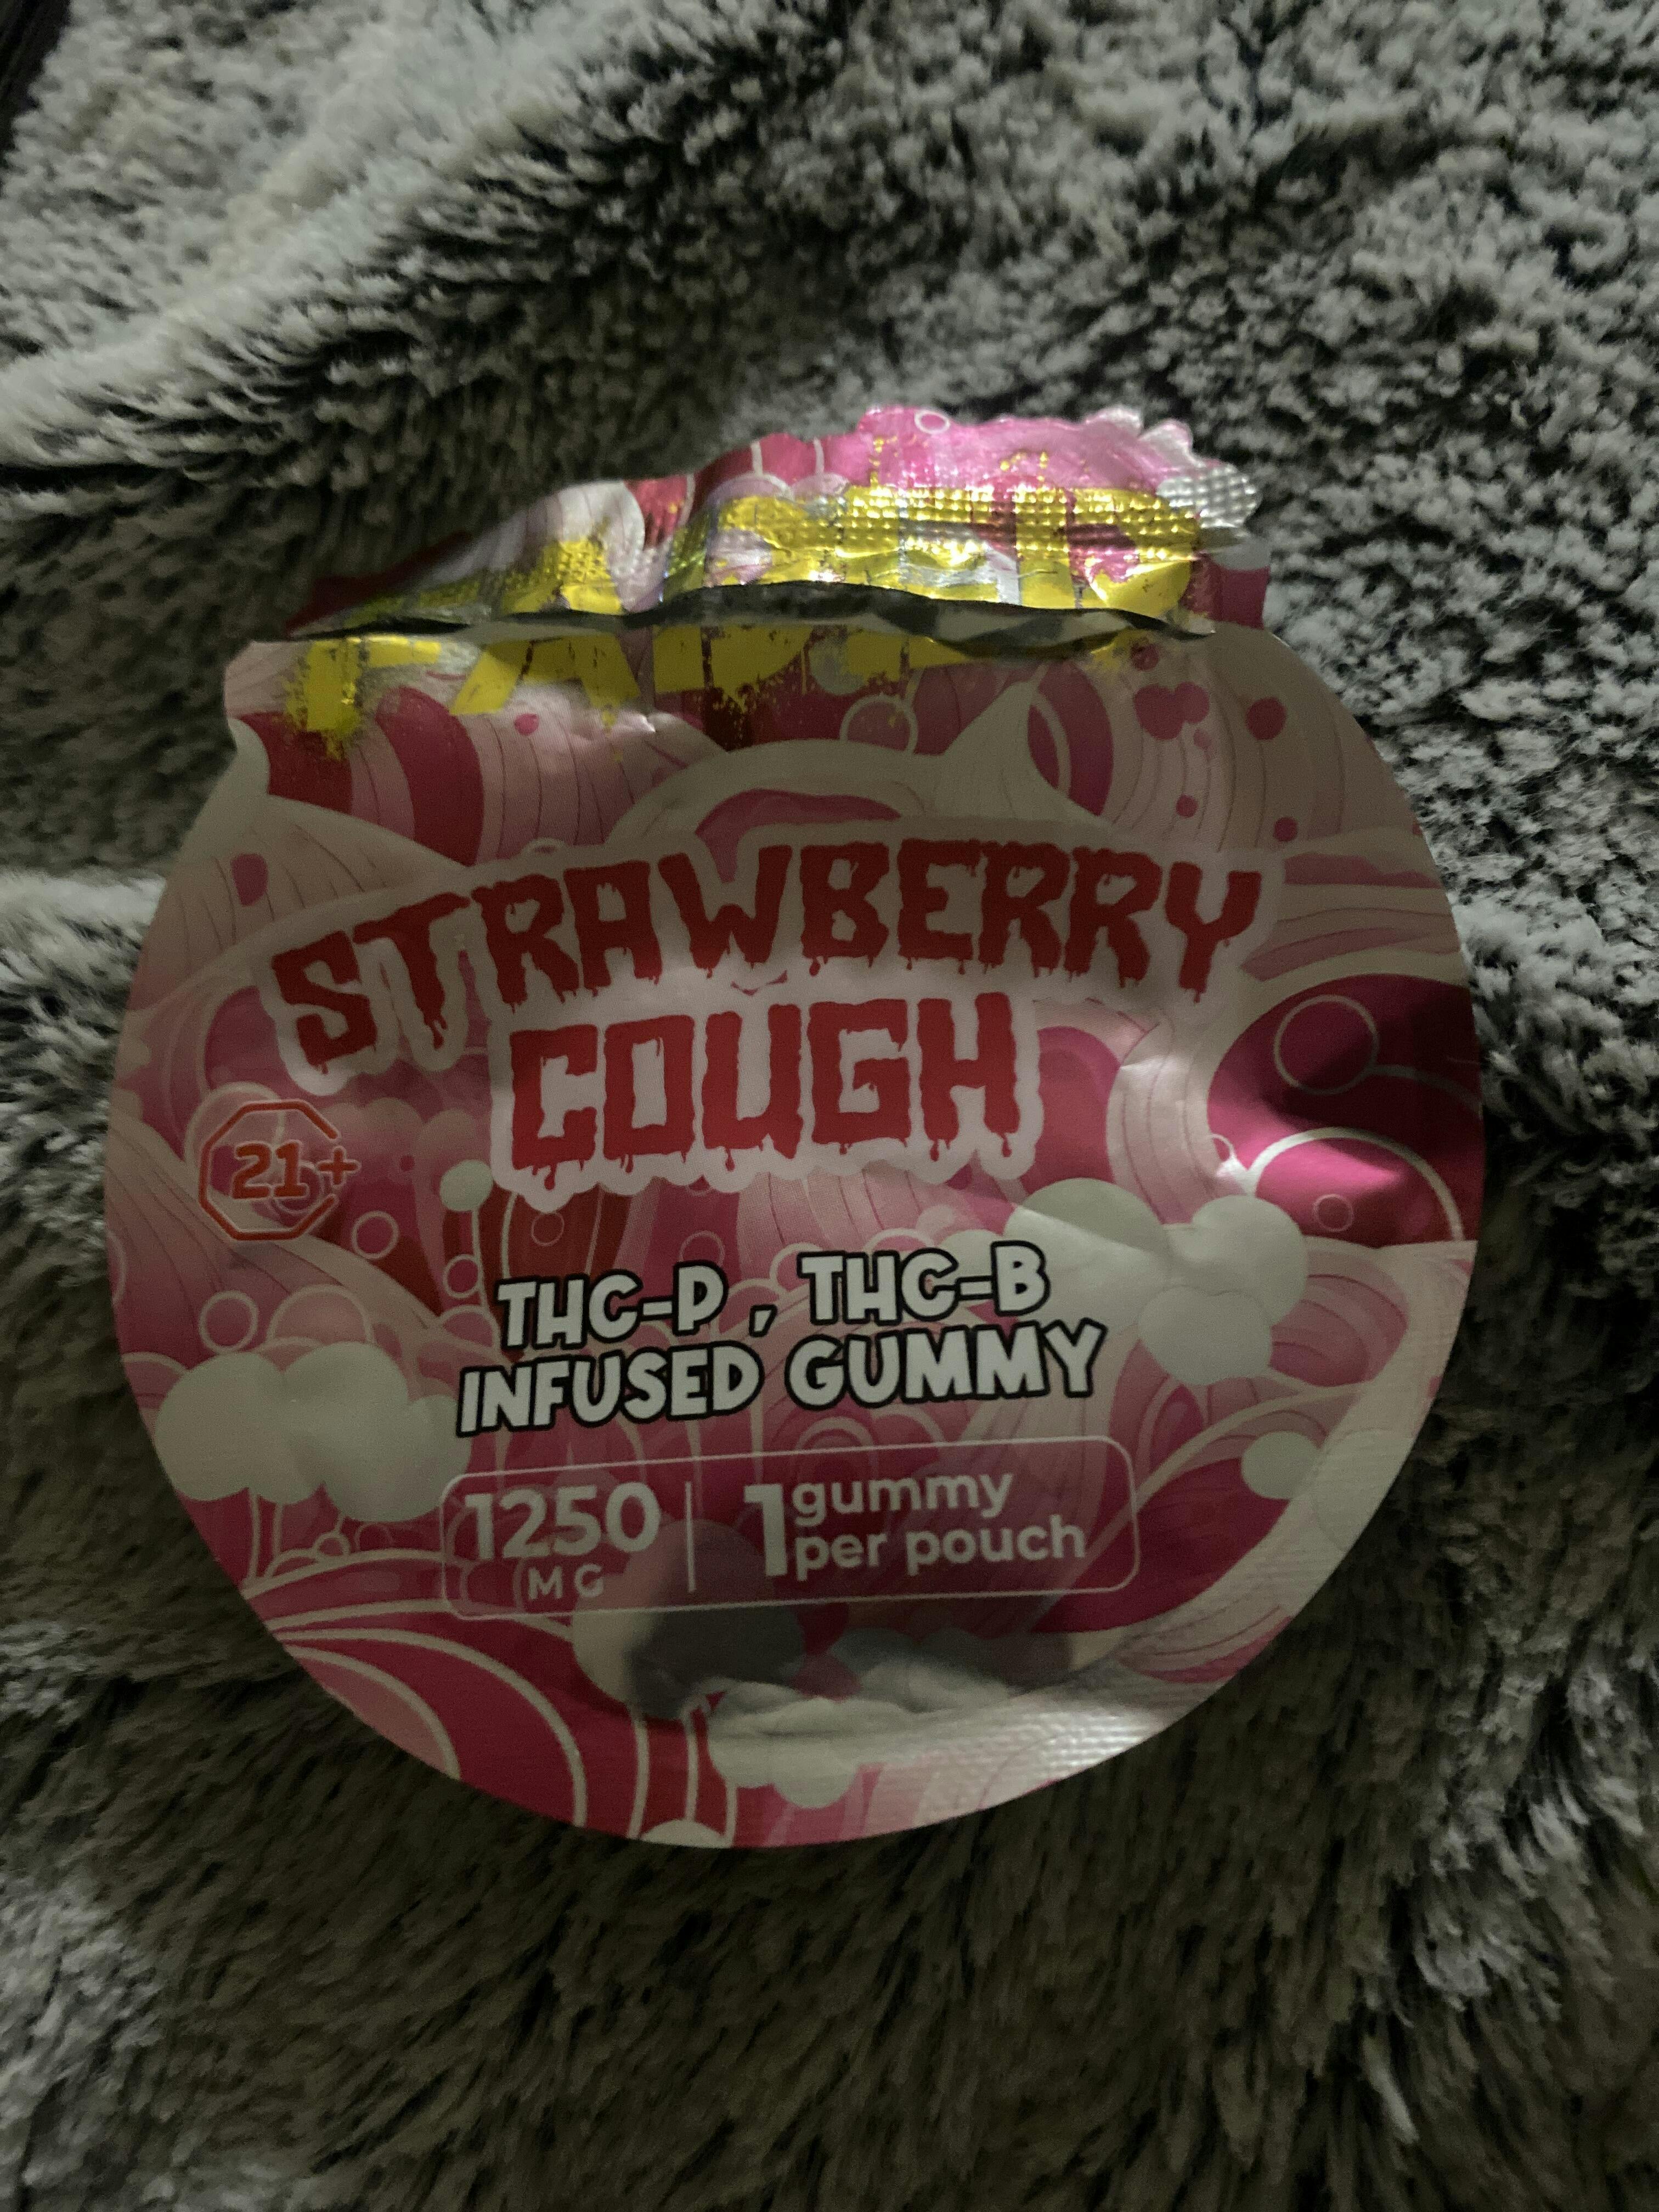 STRAWBERRY
COUGH
21+
THC-P , THC-B
INFUSED GUMMY
1250
MG
1 gummy
per pouch